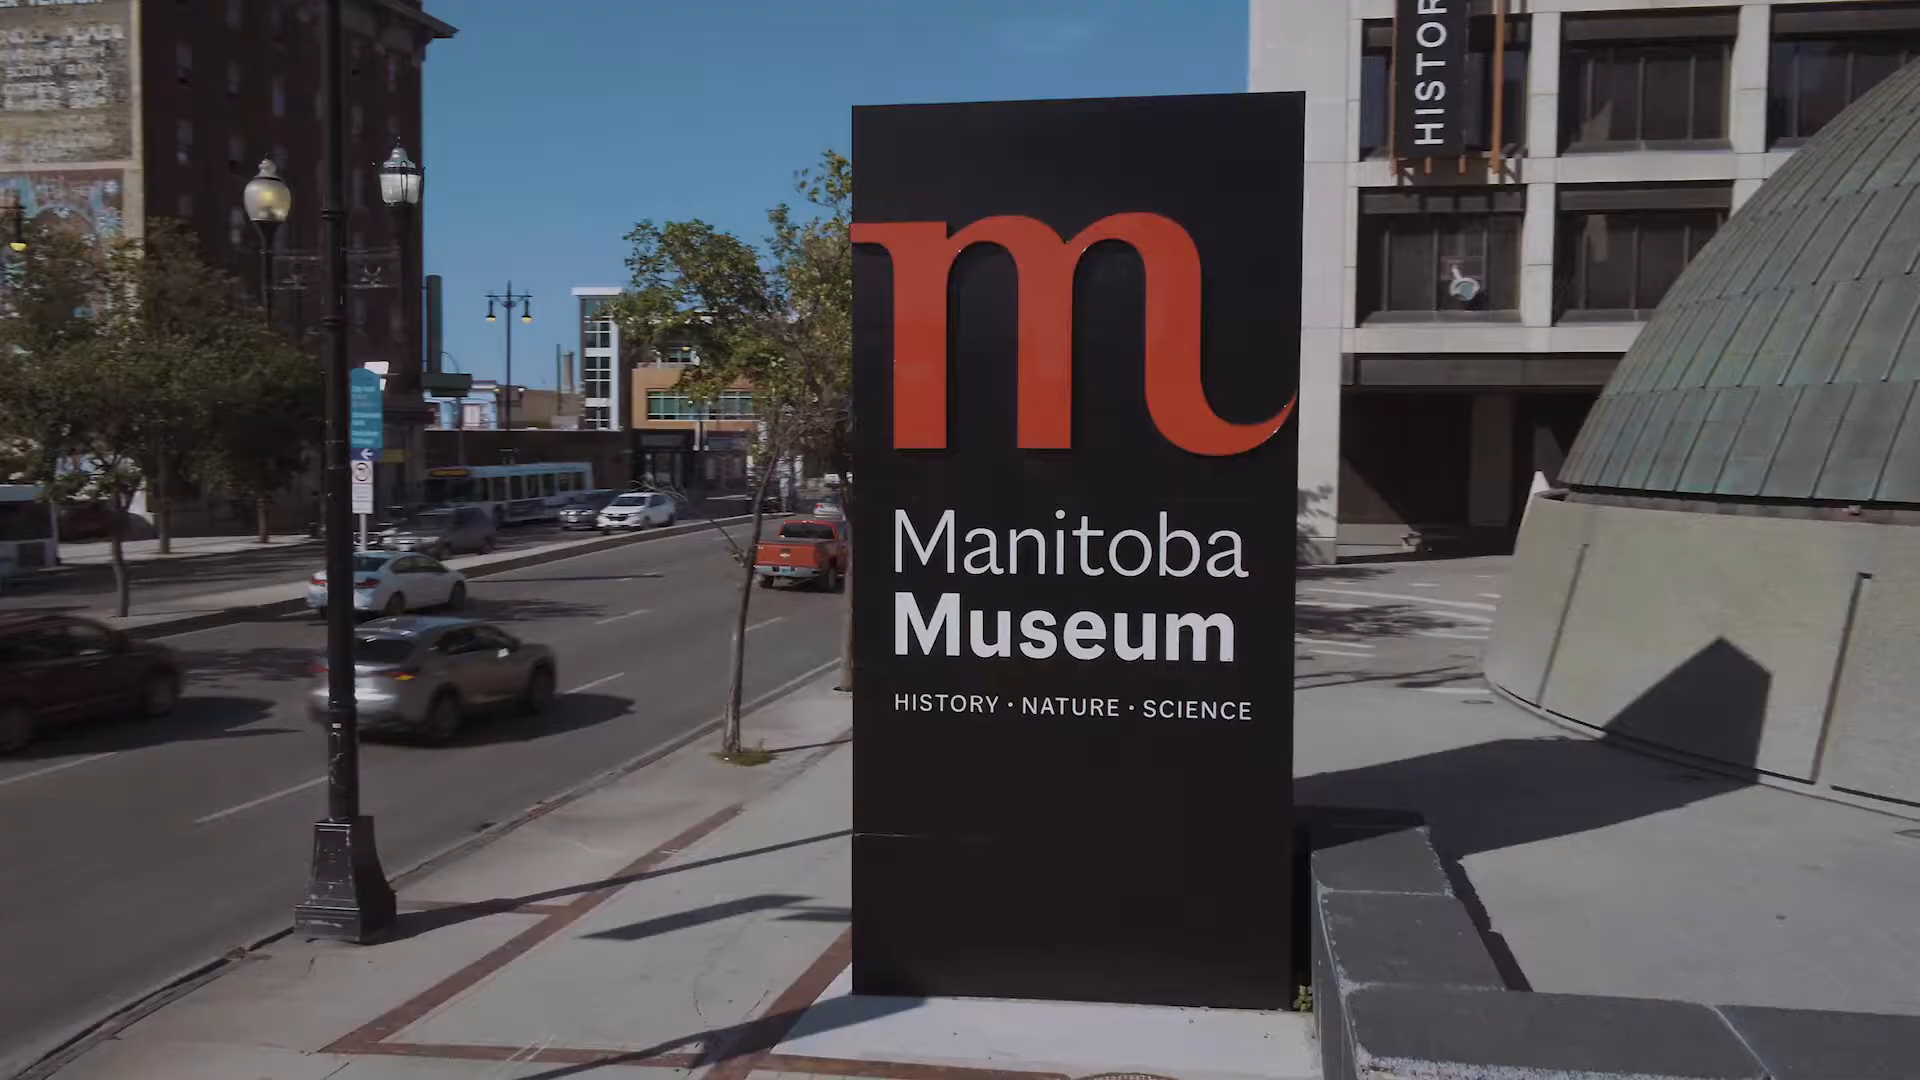 HISTOR
m
Manitoba
Museum
HISTORY · NATURE · SCIENCE